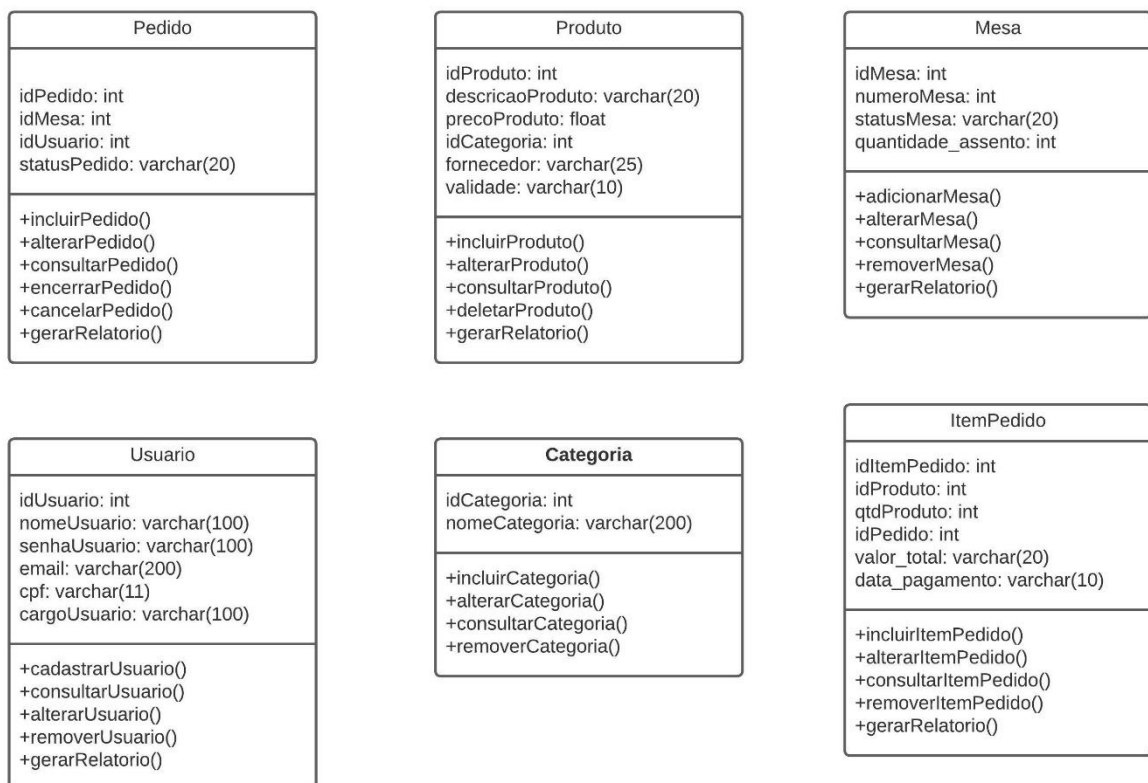 Pedido
idPedido: int
idMesa: int
idUsuario: int
statusPedido: varchar(20)
+incluirPedido()
+alterarPedido()
+consultarPedido()
+encerrarPedido()
+cancelarPedido()
+gerarRelatorio()
Produto
idProduto: int
descricaoProduto: varchar(20)
precoProduto: float
idCategoria: int
fornecedor: varchar(25)
validade: varchar(10)
+incluirProduto()
+alterarProduto()
+consultarProduto()
+deletarProduto()
+gerarRelatorio()
Mesa
idMesa: int
numeroMesa: int
statusMesa: varchar(20)
quantidade_assento: int
+adicionarMesa()
+alterarMesa()
+consultarMesa()
+removerMesa()
+gerarRelatorio()
Usuario
idUsuario: int
nomeUsuario: varchar(100)
senhaUsuario: varchar(100)
email: varchar(200)
cpf: varchar(11)
cargoUsuario: varchar(100)
+cadastrarUsuario()
+consultarUsuario()
+alterarUsuario()
+removerUsuario()
+gerarRelatorio()
Categoria
idCategoria: int
nomeCategoria: varchar(200)
+incluirCategoria()
+alterarCategoria()
+consultarCategoria()
+removerCategoria()
ItemPedido
idItemPedido: int
idProduto: int
qtdProduto: int
idPedido: int
valor_total: varchar(20)
data_pagamento: varchar(10)
+incluirItemPedido()
+alterarItemPedido()
+consultarItemPedido()
+removerItemPedido()
+gerarRelatorio()